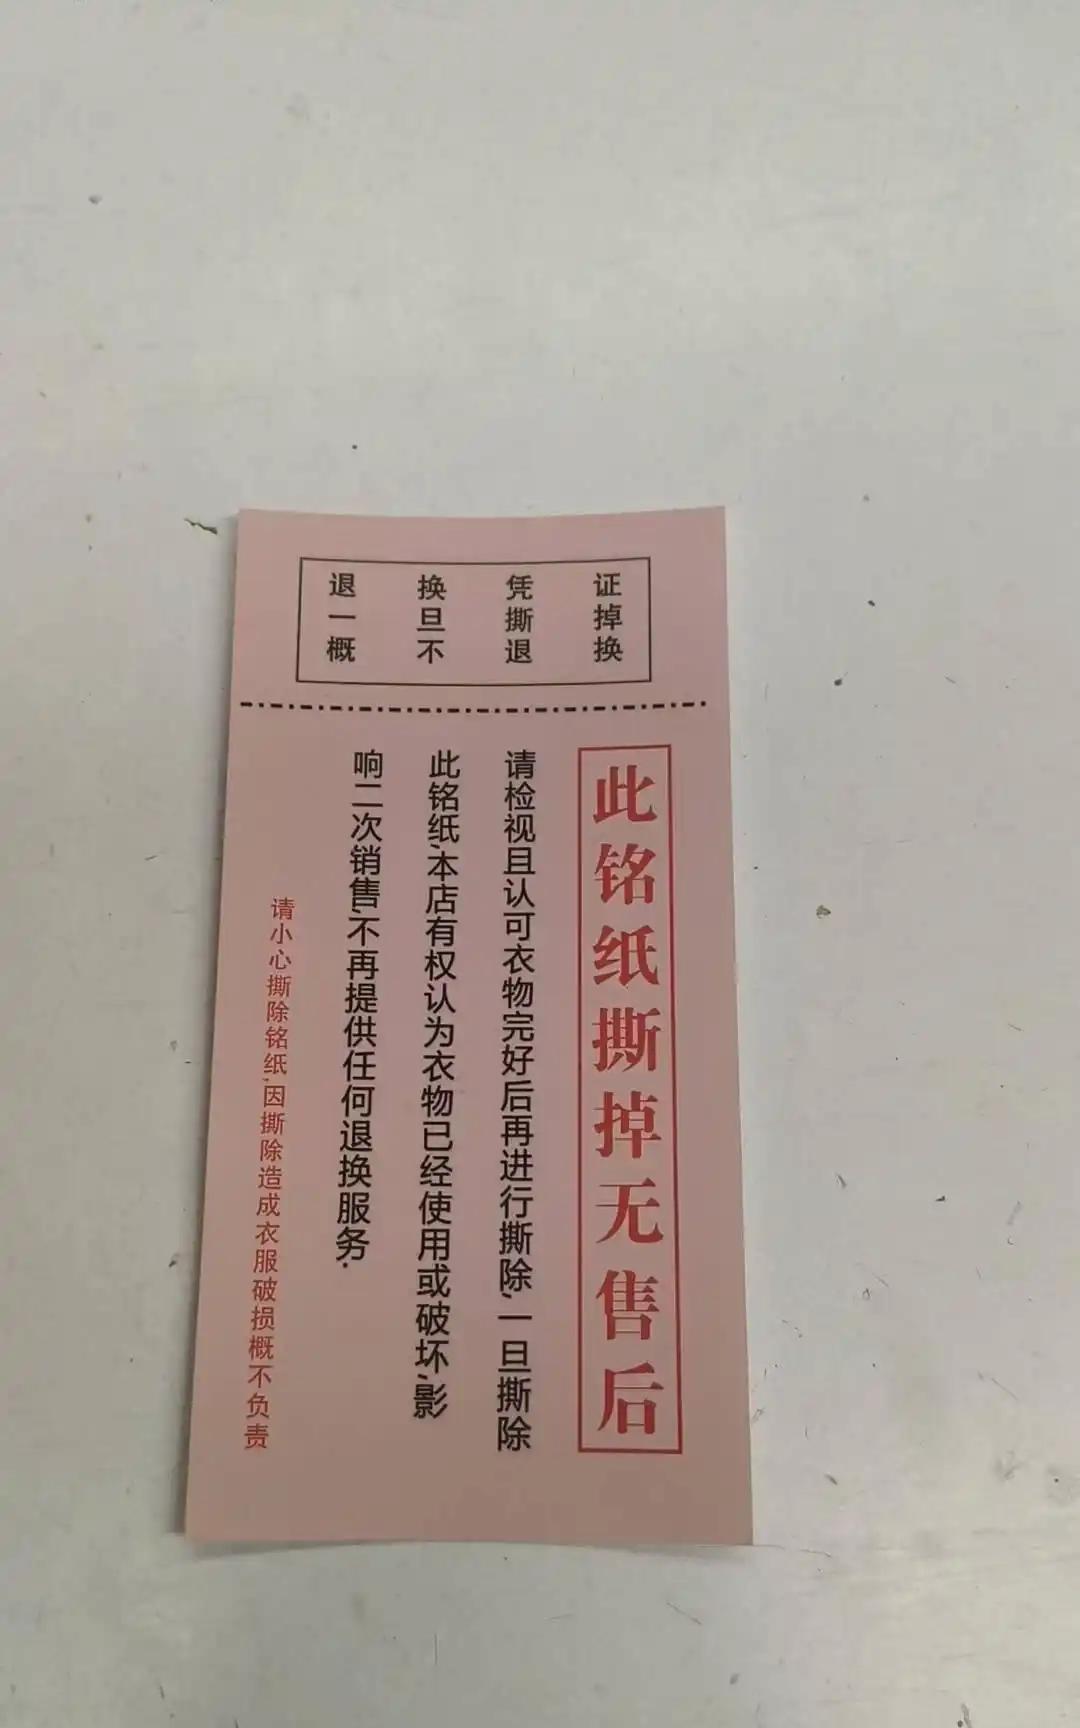 退换凭证
一旦撕掉
概不退换
此铭纸撕掉无售后
请检视且认可衣物完好后再进行撕除,一旦撕除
此铭纸,本店有权认为衣物已经使用或破坏,影
响二次销售,不再提供任何退换服务.
请小心撕除铭纸,因撕除造成衣服破损概不负责